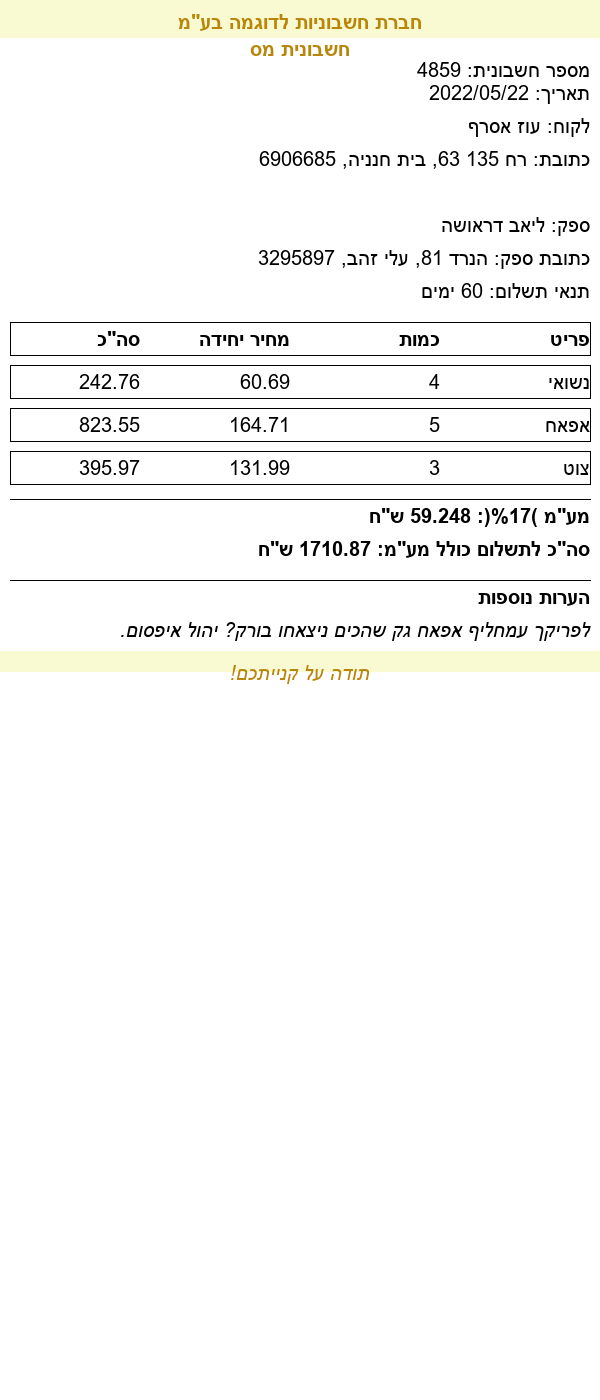 חברת חשבוניות לדוגמה בע"מ
חשבונית מס
מספר חשבונית: 4859
תאריך: 2022/05/22
לקוח: עוז אסרף
כתובת: רח 135 63, בית חנניה, 6906685
ספק: ליאב דראושה
כתובת ספק: הנרד 81, עלי זהב, 3295897
תנאי תשלום: 60 ימים
פריט כמות מחיר יחידה סה"כ
נשואי 4 60.69 242.76
אפאח 5 164.71 823.55
צוט 3 131.99 395.97
מע"מ )17%(: 59.248 ש"ח
סה"כ לתשלום כולל מע"מ: 1710.87 ש"ח
הערות נוספות
לפריקך עמחליף אפאח גק שהכים ניצאחו בורק? יהול איפסום.
תודה על קנייתכם!